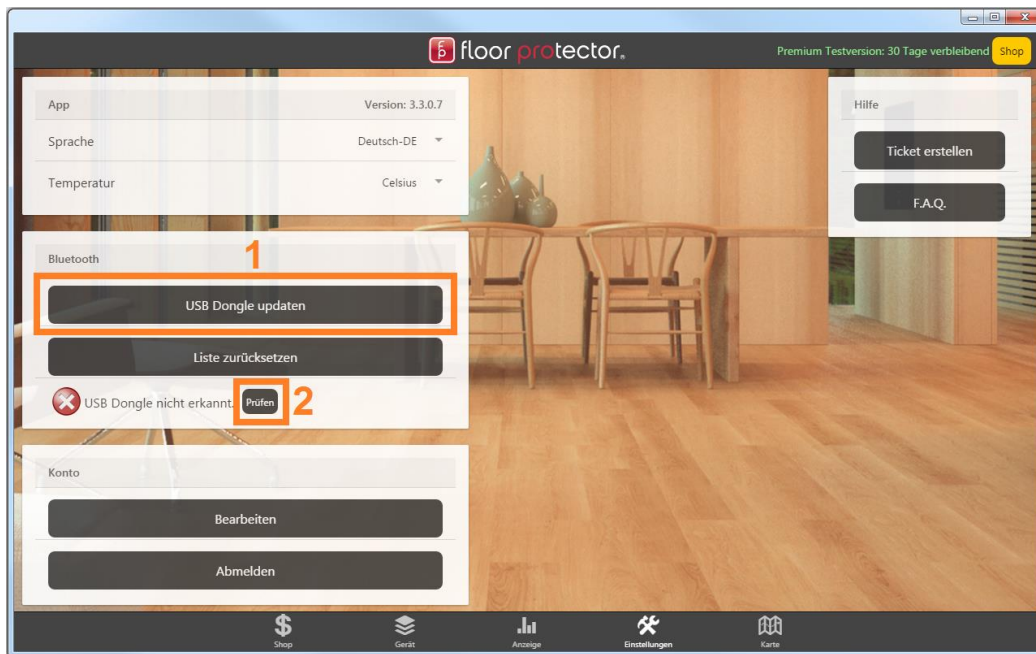 fp floor protector®
Premium Testversion: 30 Tage verbleibend Shop
App Version: 3.3.0.7
Sprache Deutsch-DE
Temperatur Celsius
Hilfe
Ticket erstellen
F.A.Q.
Bluetooth
1
USB Dongle updaten
Liste zurücksetzen
USB Dongle nicht erkannt. Prüfen 2
Konto
Bearbeiten
Abmelden
Shop Gerät Anzeige Einstellungen Karte